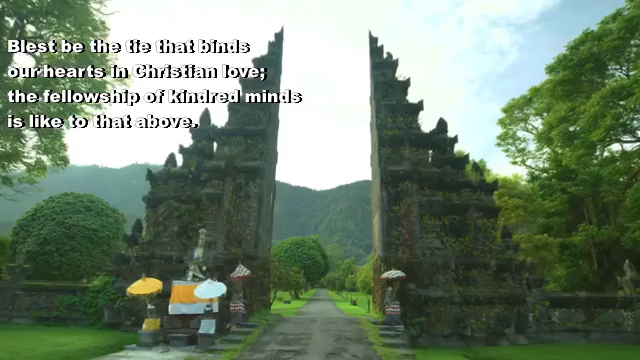 Blest be the tie that binds
our hearts in Christian love;
the fellowship of kindred minds
is like to that above.